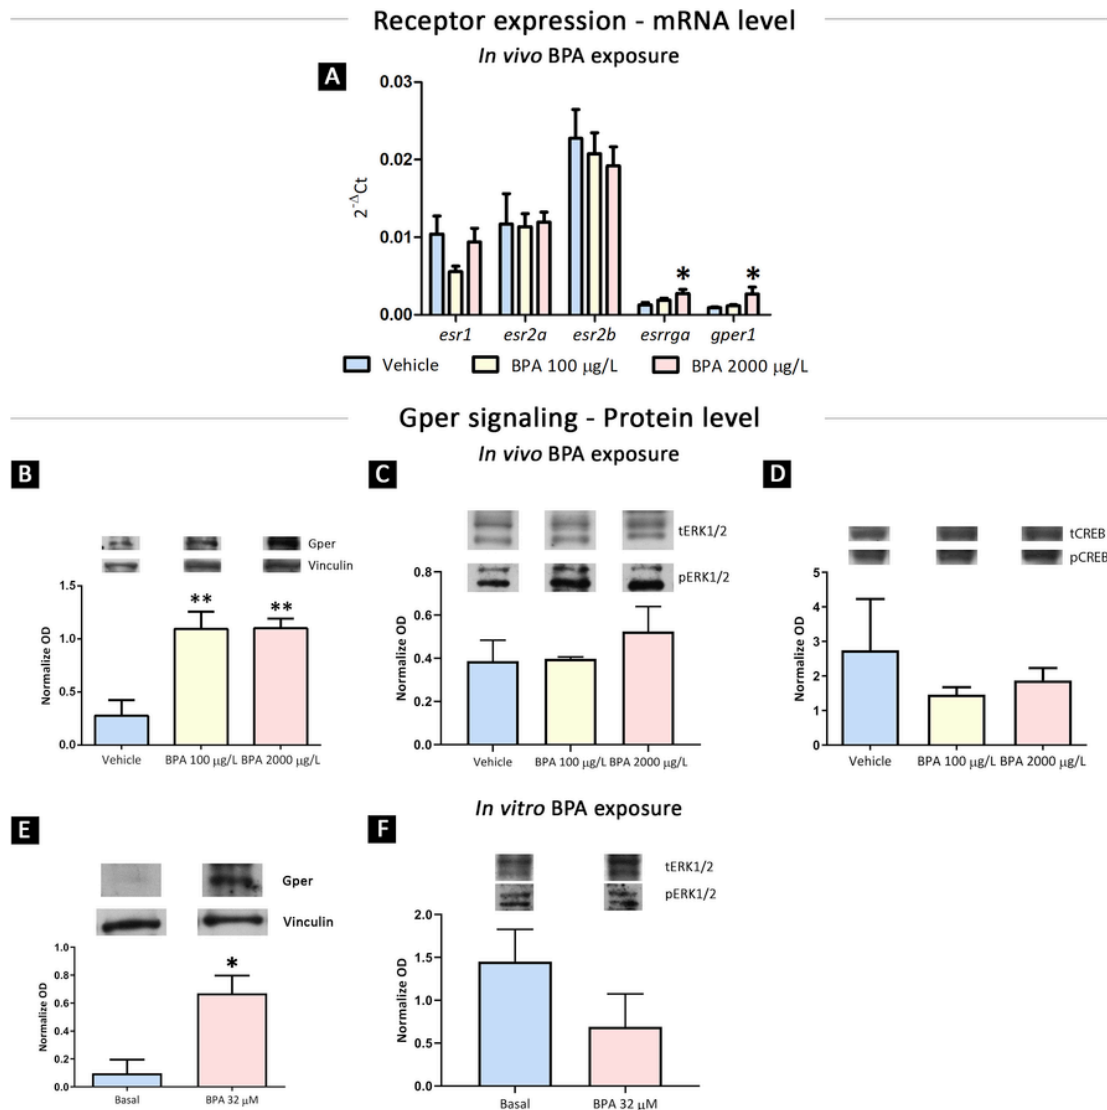 Receptor expression - mRNA level
In vivo BPA exposure
A
0.03
0.02
0.01
0.00
2^-ΔCt
*
*
esr1 esr2a esr2b esrrga gper1
Vehicle BPA 100 μg/L BPA 2000 μg/L
Gper signaling - Protein level
In vivo BPA exposure
B
Gper
Vinculin
1.5
1.0
0.5
0.0
Normalize OD
** **
Vehicle BPA 100 μg/L BPA 2000 μg/L
C
tERK1/2
pERK1/2
0.8
0.6
0.4
0.2
0.0
Normalize OD
Vehicle BPA 100 μg/L BPA 2000 μg/L
D
tCREB
pCREB
5
4
3
2
1
0
Normalize OD
Vehicle BPA 100 μg/L BPA 2000 μg/L
In vitro BPA exposure
E
Gper
Vinculin
1.0
0.8
0.6
0.4
0.2
0.0
Normalize OD
*
Basal BPA 32 μM
F
tERK1/2
pERK1/2
2.0
1.5
1.0
0.5
0.0
Normalize OD
Basal BPA 32 μM